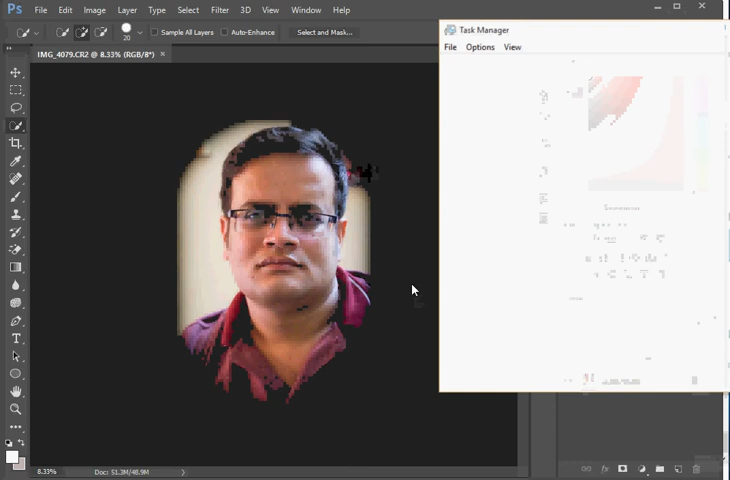 Ps File Edit Image Layer Type Select Filter 3D View Window Help
20 Sample All Layers Auto-Enhance Select and Mask...
IMG_4079.CR2 @ 8.33% (RGB/8*) ×
Task Manager
File Options View
T
fx
8.33% Doc: 51.3M/48.9M